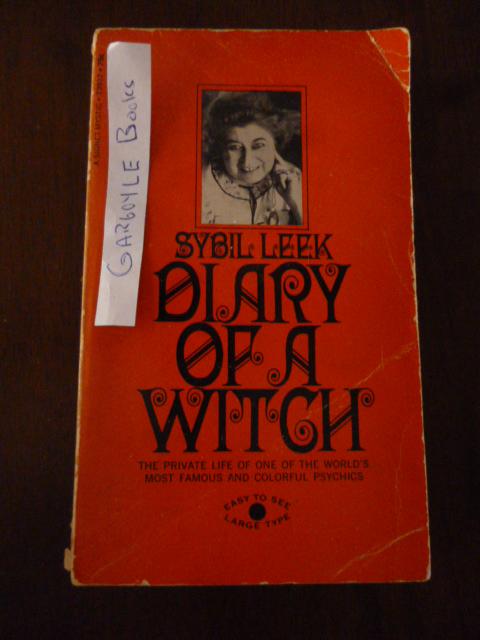 GARGOYLE Books
SYBIL LEEK
DIARY
OF A
WITCH
THE PRIVATE LIFE OF ONE OF THE WORLD'S
MOST FAMOUS AND COLORFUL PSYCHICS
EASY TO SEE
LARGE TYPE